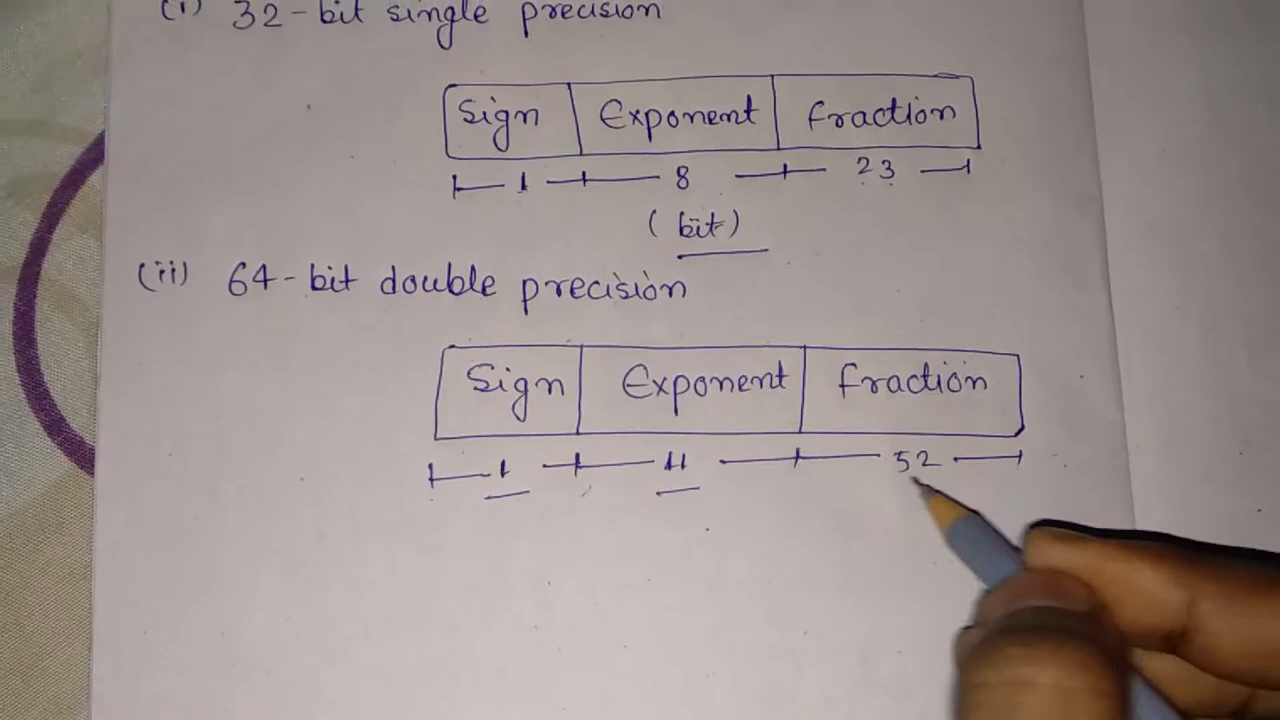 (i) 32-bit single precision
Sign Exponent Fraction
1 8 23
(bit)
(ii) 64-bit double precision
Sign Exponent Fraction
1 11 52